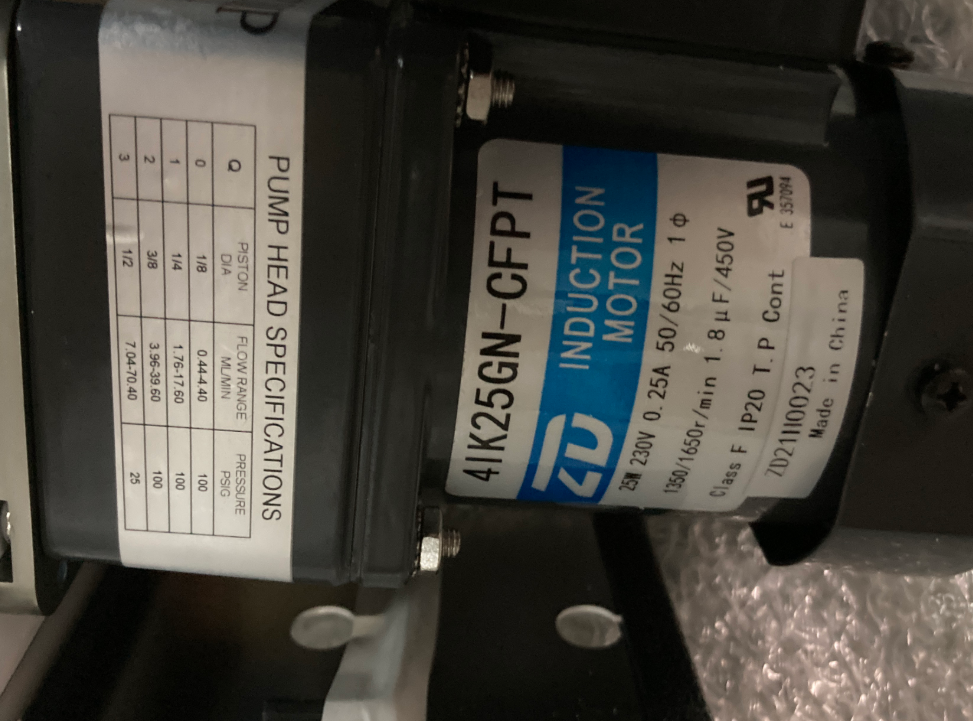 PUMP HEAD SPECIFICATIONS
Q PISTON DIA FLOW RANGE ML/MIN PRESSURE PSIG
0 1/8 0.44-4.40 100
1 1/4 1.76-17.60 100
2 3/8 3.96-39.60 100
3 1/2 7.04-70.40 25
4IK25GN-CFPT
ZD INDUCTION
MOTOR
25W 230V 0.25A 50/60Hz 1Φ
1350/1650r/min 1.8μF/450V
Class F IP20 T.P Cont
E 357094
ZD21110023
Made in China